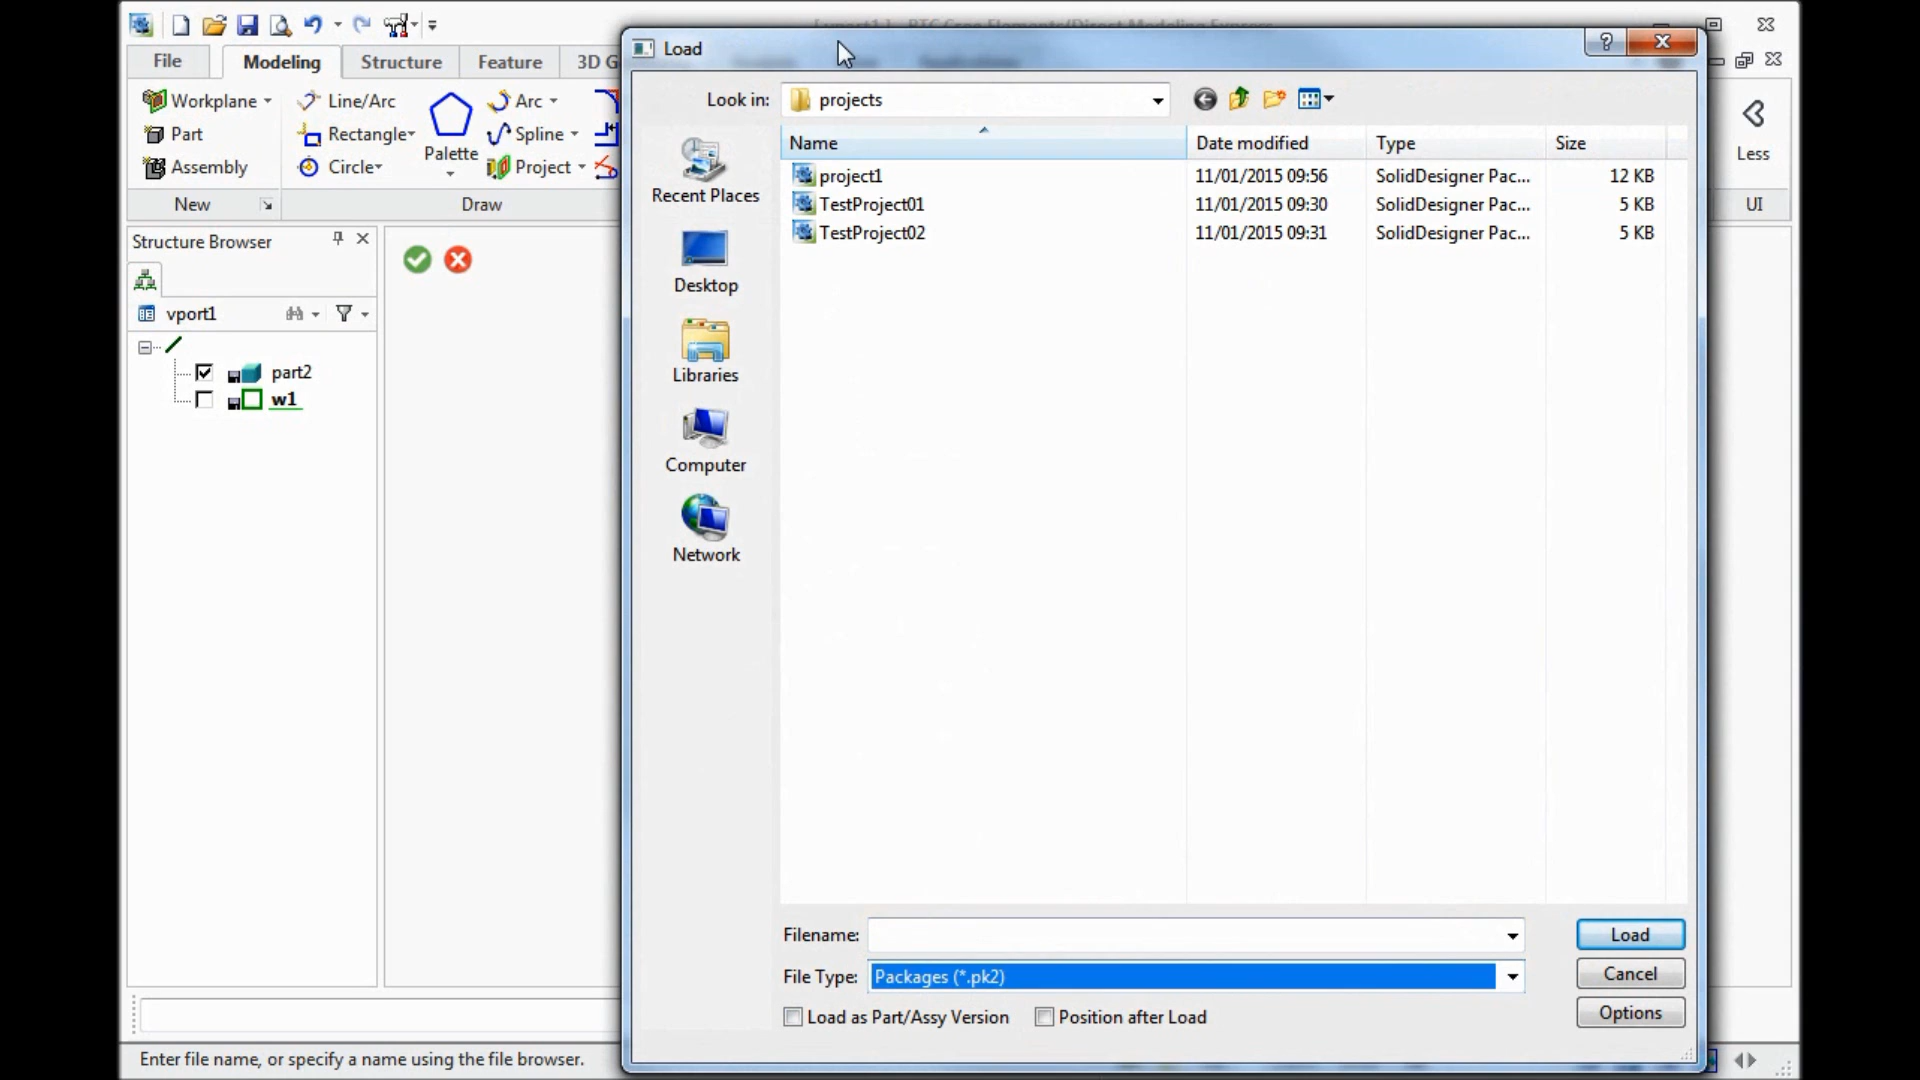 Load
File
Modeling
Structure
Feature
3D G
Look in:
projects
Workplane
Line/Arc
Arc
Part
Rectangle
Spline
Palette
Assembly
Circle
Project
New
Draw
Less
UI
Name
Date modified
Type
Size
project1
11/01/2015 09:56
SolidDesigner Pac...
12 KB
TestProject01
11/01/2015 09:30
SolidDesigner Pac...
5 KB
TestProject02
11/01/2015 09:31
SolidDesigner Pac...
5 KB
Recent Places
Desktop
Libraries
Computer
Network
Structure Browser
vport1
part2
w1
Filename:
Load
File Type:
Packages (*.pk2)
Cancel
Load as Part/Assy Version
Position after Load
Options
Enter file name, or specify a name using the file browser.